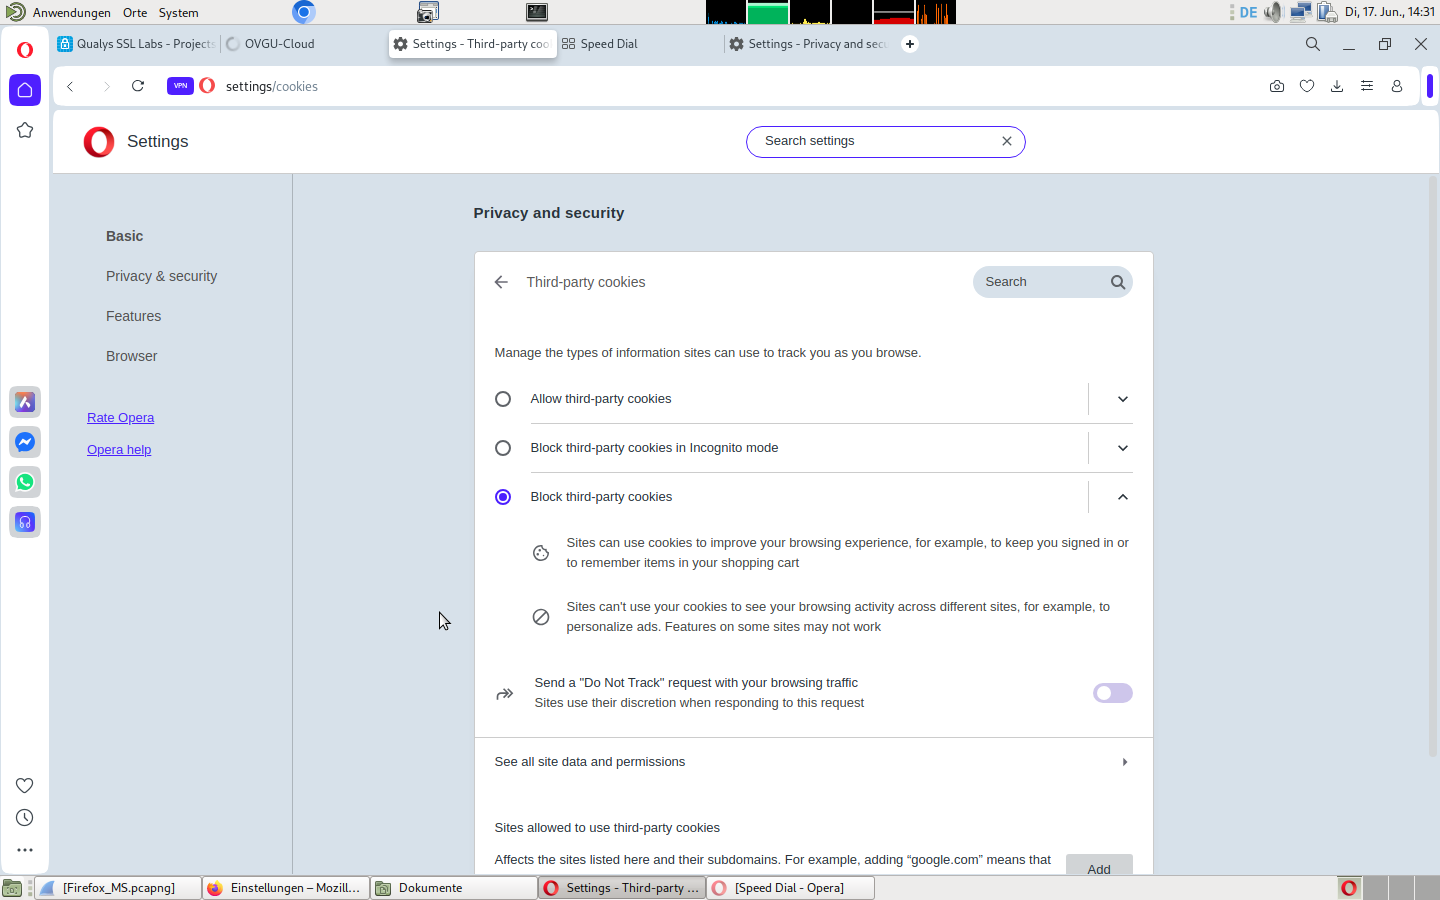 Anwendungen Orte System
DE Di, 17. Jun., 14:31
Qualys SSL Labs - Projects
OVGU-Cloud
Settings - Third-party coo
Speed Dial
Settings - Privacy and secu
VPN settings/cookies
Settings
Search settings
Privacy and security
Basic
Privacy & security
Features
Browser
Rate Opera
Opera help
Third-party cookies
Search
Manage the types of information sites can use to track you as you browse.
Allow third-party cookies
Block third-party cookies in Incognito mode
Block third-party cookies
Sites can use cookies to improve your browsing experience, for example, to keep you signed in or
to remember items in your shopping cart
Sites can't use your cookies to see your browsing activity across different sites, for example, to
personalize ads. Features on some sites may not work
Send a "Do Not Track" request with your browsing traffic
Sites use their discretion when responding to this request
See all site data and permissions
Sites allowed to use third-party cookies
Affects the sites listed here and their subdomains. For example, adding “google.com” means that
Add
[Firefox_MS.pcapng]
Einstellungen – Mozill...
Dokumente
Settings - Third-party ...
[Speed Dial - Opera]